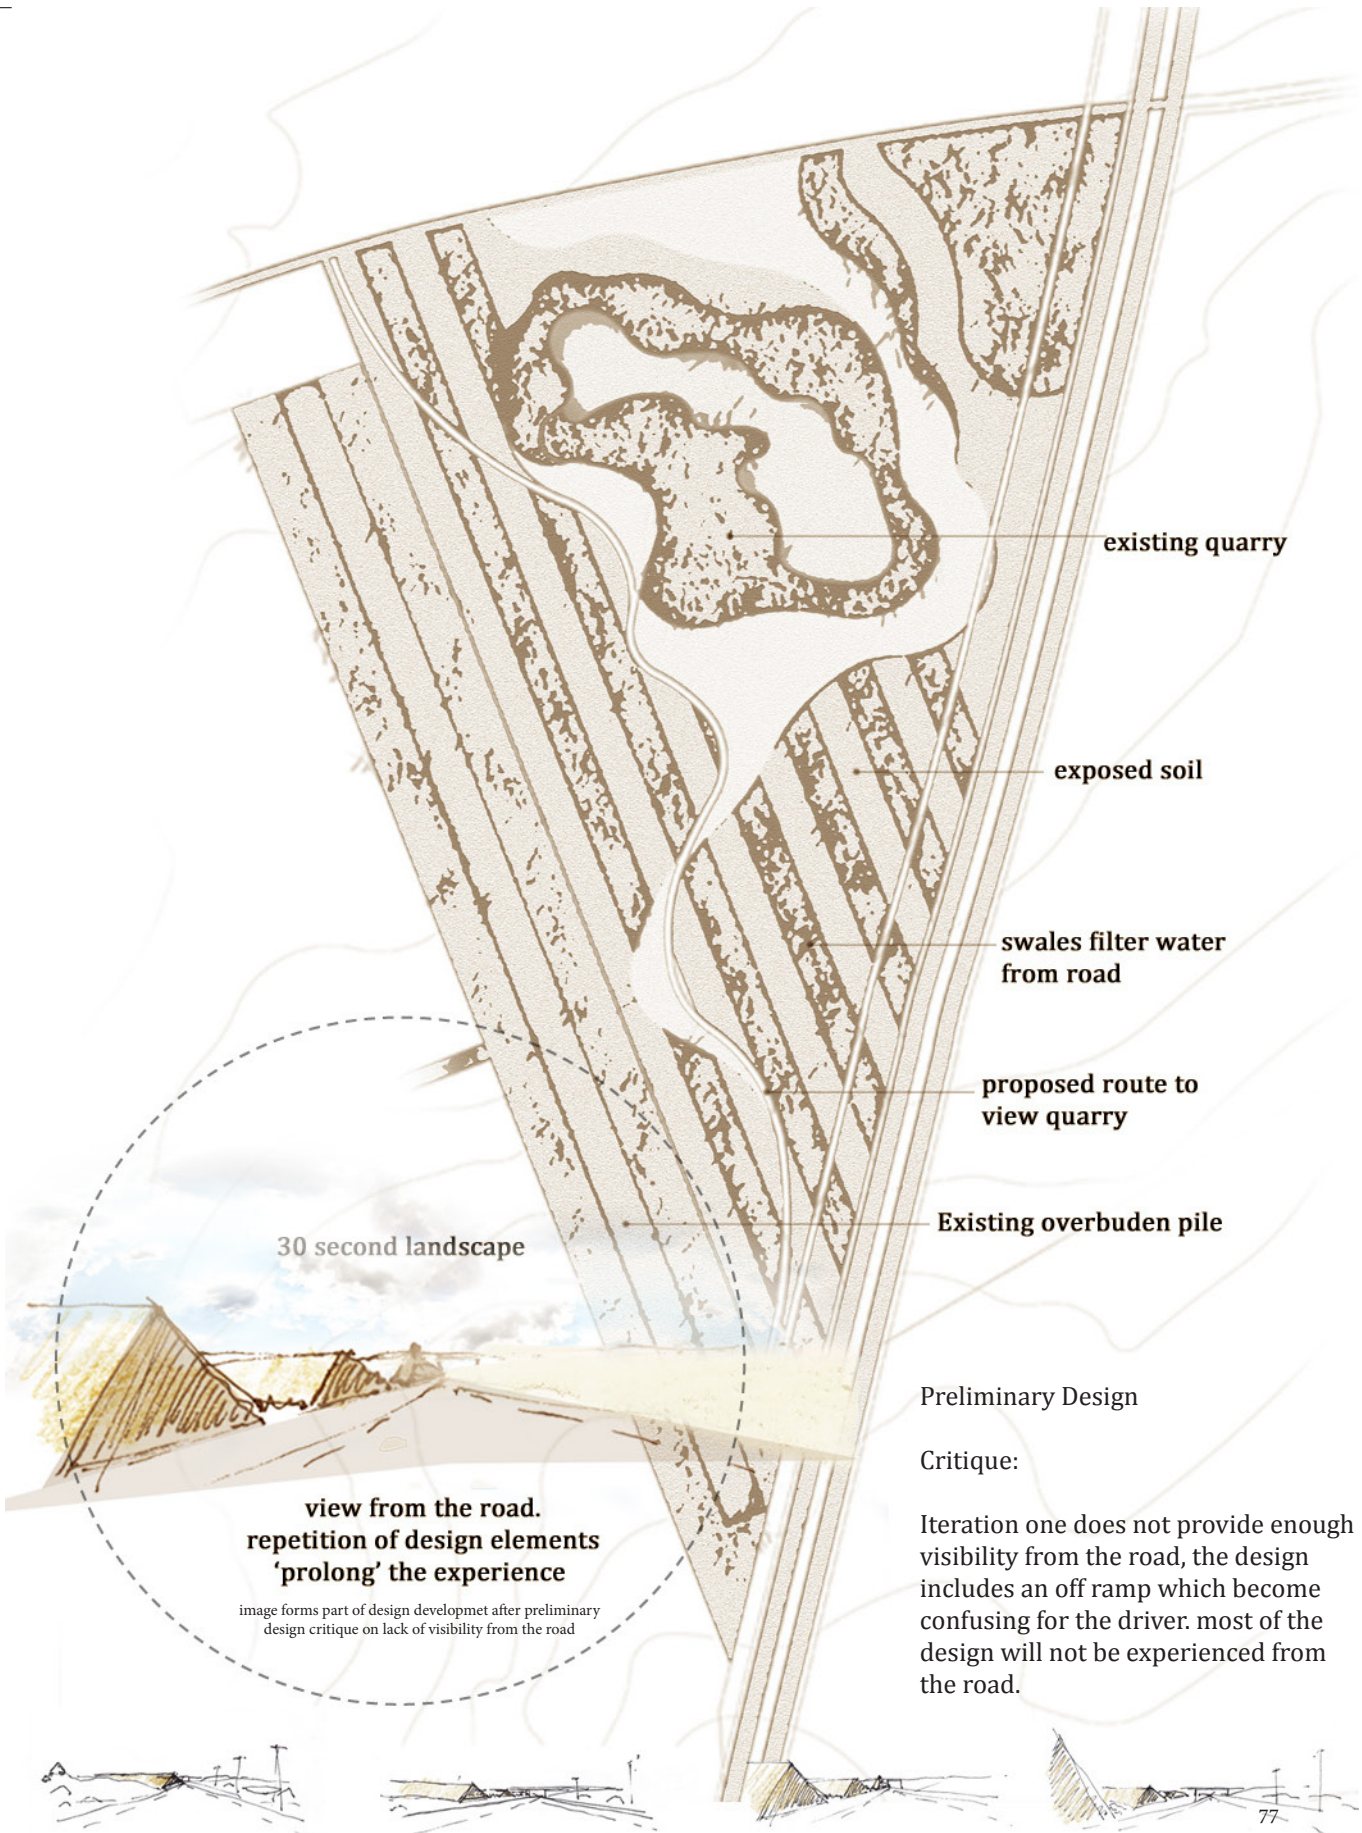 existing quarry
exposed soil
swales filter water
from road
proposed route to
view quarry
Existing overbuden pile
30 second landscape
view from the road.
repetition of design elements
‘prolong’ the experience
image forms part of design developmet after preliminary
design critique on lack of visibility from the road
Preliminary Design
Critique:
Iteration one does not provide enough
visibility from the road, the design
includes an off ramp which become
confusing for the driver. most of the
design will not be experienced from
the road.
77